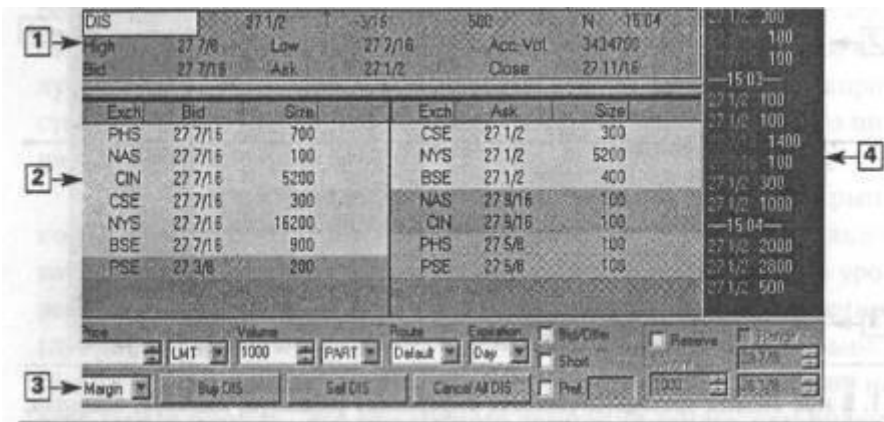 DIS 27 1/2 -3/16 500 N 15:04
1 High 27 7/8 Low 27 7/16 Acc. Vol 3434700
Bid 27 7/16 Ask 27 1/2 Close 27 11/16
Exch Bid Size Exch Ask Size
PHS 27 7/16 700 CSE 27 1/2 300
NAS 27 7/16 100 NYS 27 1/2 5200
2 CIN 27 7/16 5200 BSE 27 1/2 400
CSE 27 7/16 300 NAS 27 9/16 100
NYS 27 7/16 16200 CIN 27 9/16 100
BSE 27 7/16 900 PHS 27 5/8 100
PSE 27 3/8 200 PSE 27 5/8 100
27 1/2 300
100
100
15:03
27 1/2 100
27 1/2 100
1400
100
4
27 1/2 300
27 1/2 1000
15:04
27 1/2 2000
27 1/2 2800
27 1/2 500
Price Volume Route Expiration Bid/Offer Reserve
LMT 1000 PART Default Day Short
3 Margin Buy DIS Sell DIS Cancel All DIS Pref. 1000